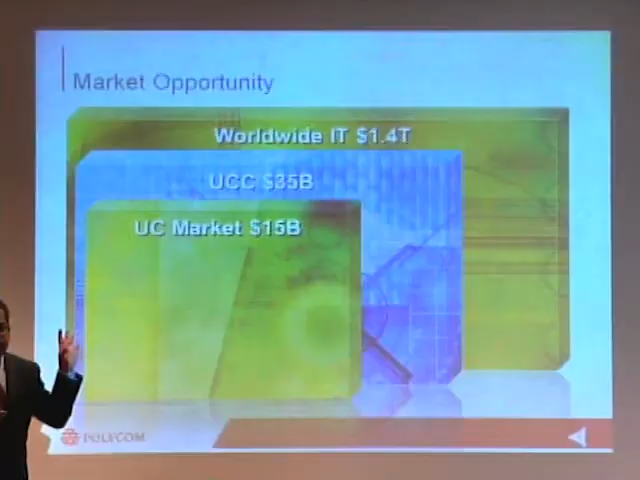 Market Opportunity
Worldwide IT $1.4T
UCC $35B
UC Market $15B
POLYCOM